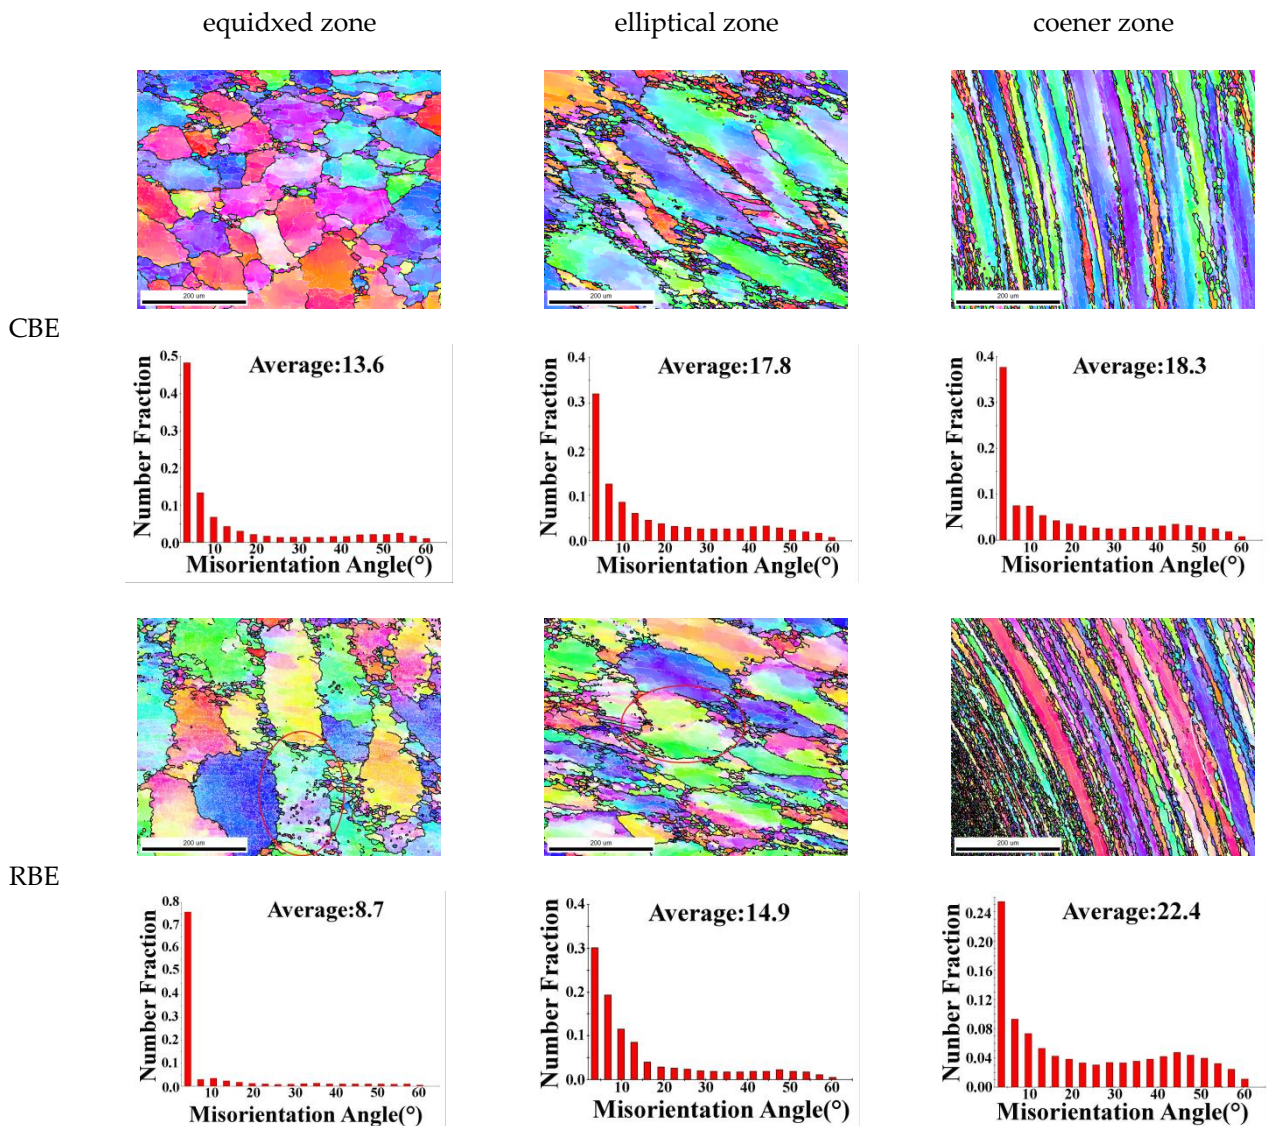 equidxed zone elliptical zone coener zone
200 um 200 um 200 um
CBE
Average:13.6 Average:17.8 Average:18.3
Number Fraction Number Fraction Nunber Fraction
0.5 0.4 0.4
0.4 0.3 0.3
0.3 0.2 0.2
0.2 0.1 0.1
0.1 0.0 0.0
0.0
10 20 30 40 50 60 10 20 30 40 50 60 10 20 30 40 50 60
Misorientation Angle(°) Misorientation Angle(°) Misorientation Angle(°)
200 um 200 um 200 um
RBE
Average:8.7 Average:14.9 Average:22.4
Number Fraction Number Fraction Nunber Fraction
0.8 0.4 0.24
0.7 0.3 0.20
0.6 0.2 0.16
0.5 0.1 0.12
0.4 0.0 0.08
0.3 0.04
0.2 0.00
0.1
0.0
10 20 30 40 50 60 10 20 30 40 50 60 10 20 30 40 50 60
Misorientation Angle(°) Misorientation Angle(°) Misorientation Angle(°)